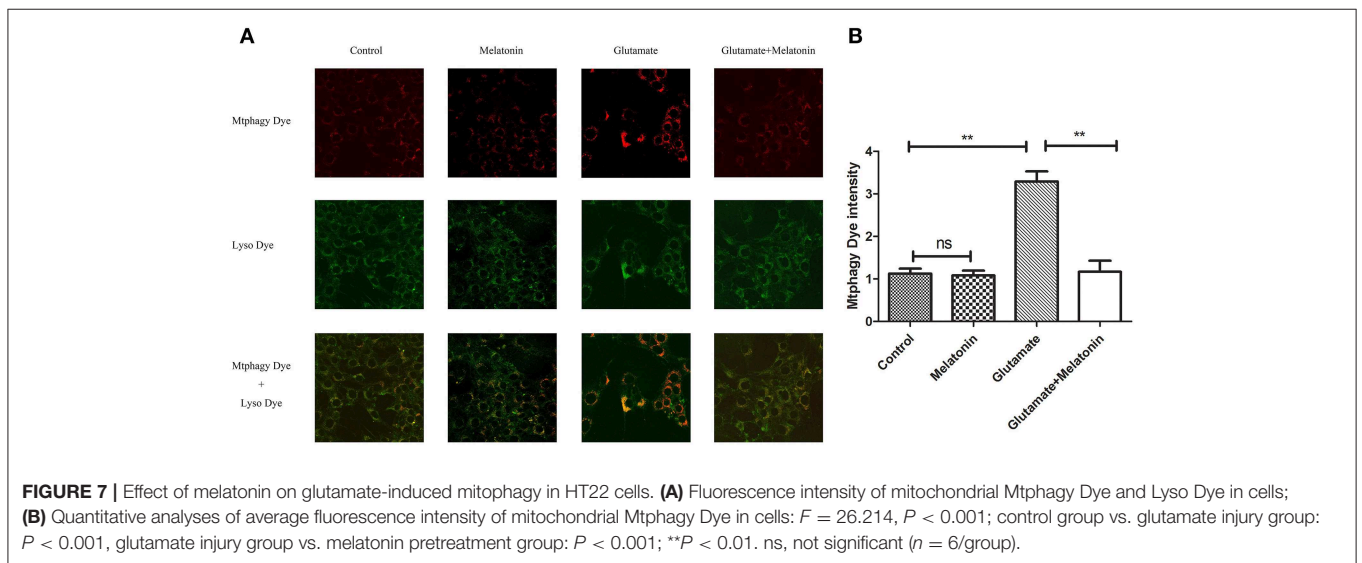 A
Control Melatonin Glutamate Glutamate+Melatonin
Mtphagy Dye
Lyso Dye
Mtphagy Dye
+
Lyso Dye
B
** **
ns
Mtphagy Dye intensity
4
3
2
1
0
Control Melatonin Glutamate Glutamate+Melatonin
FIGURE 7 | Effect of melatonin on glutamate-induced mitophagy in HT22 cells. (A) Fluorescence intensity of mitochondrial Mtphagy Dye and Lyso Dye in cells;
(B) Quantitative analyses of average fluorescence intensity of mitochondrial Mtphagy Dye in cells: F = 26.214, P < 0.001; control group vs. glutamate injury group:
P < 0.001, glutamate injury group vs. melatonin pretreatment group: P < 0.001; **P < 0.01. ns, not significant (n = 6/group).